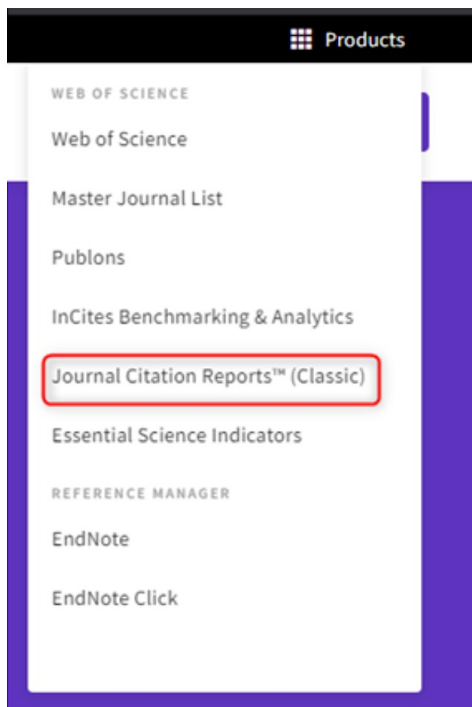 Products
WEB OF SCIENCE
Web of Science
Master Journal List
Publons
InCites Benchmarking & Analytics
Journal Citation Reports™ (Classic)
Essential Science Indicators
REFERENCE MANAGER
EndNote
EndNote Click